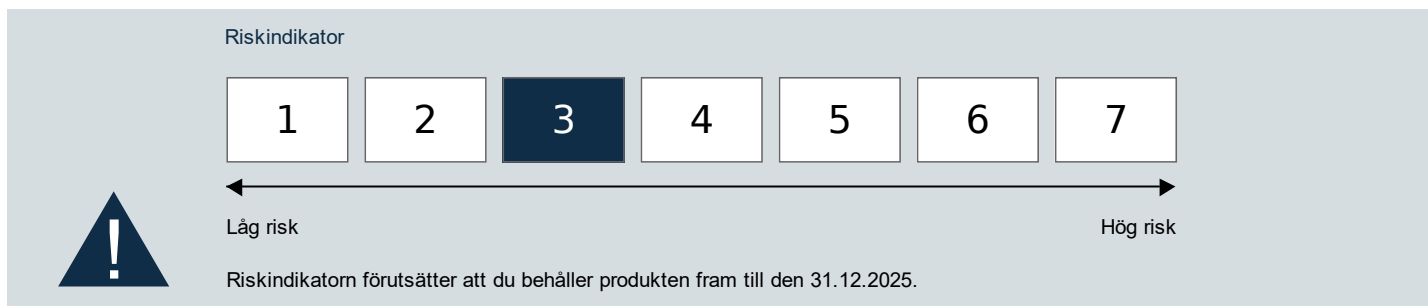 Riskindikator
1 2 3 4 5 6 7
Låg risk Hög risk
!
Riskindikatorn förutsätter att du behåller produkten fram till den 31.12.2025.